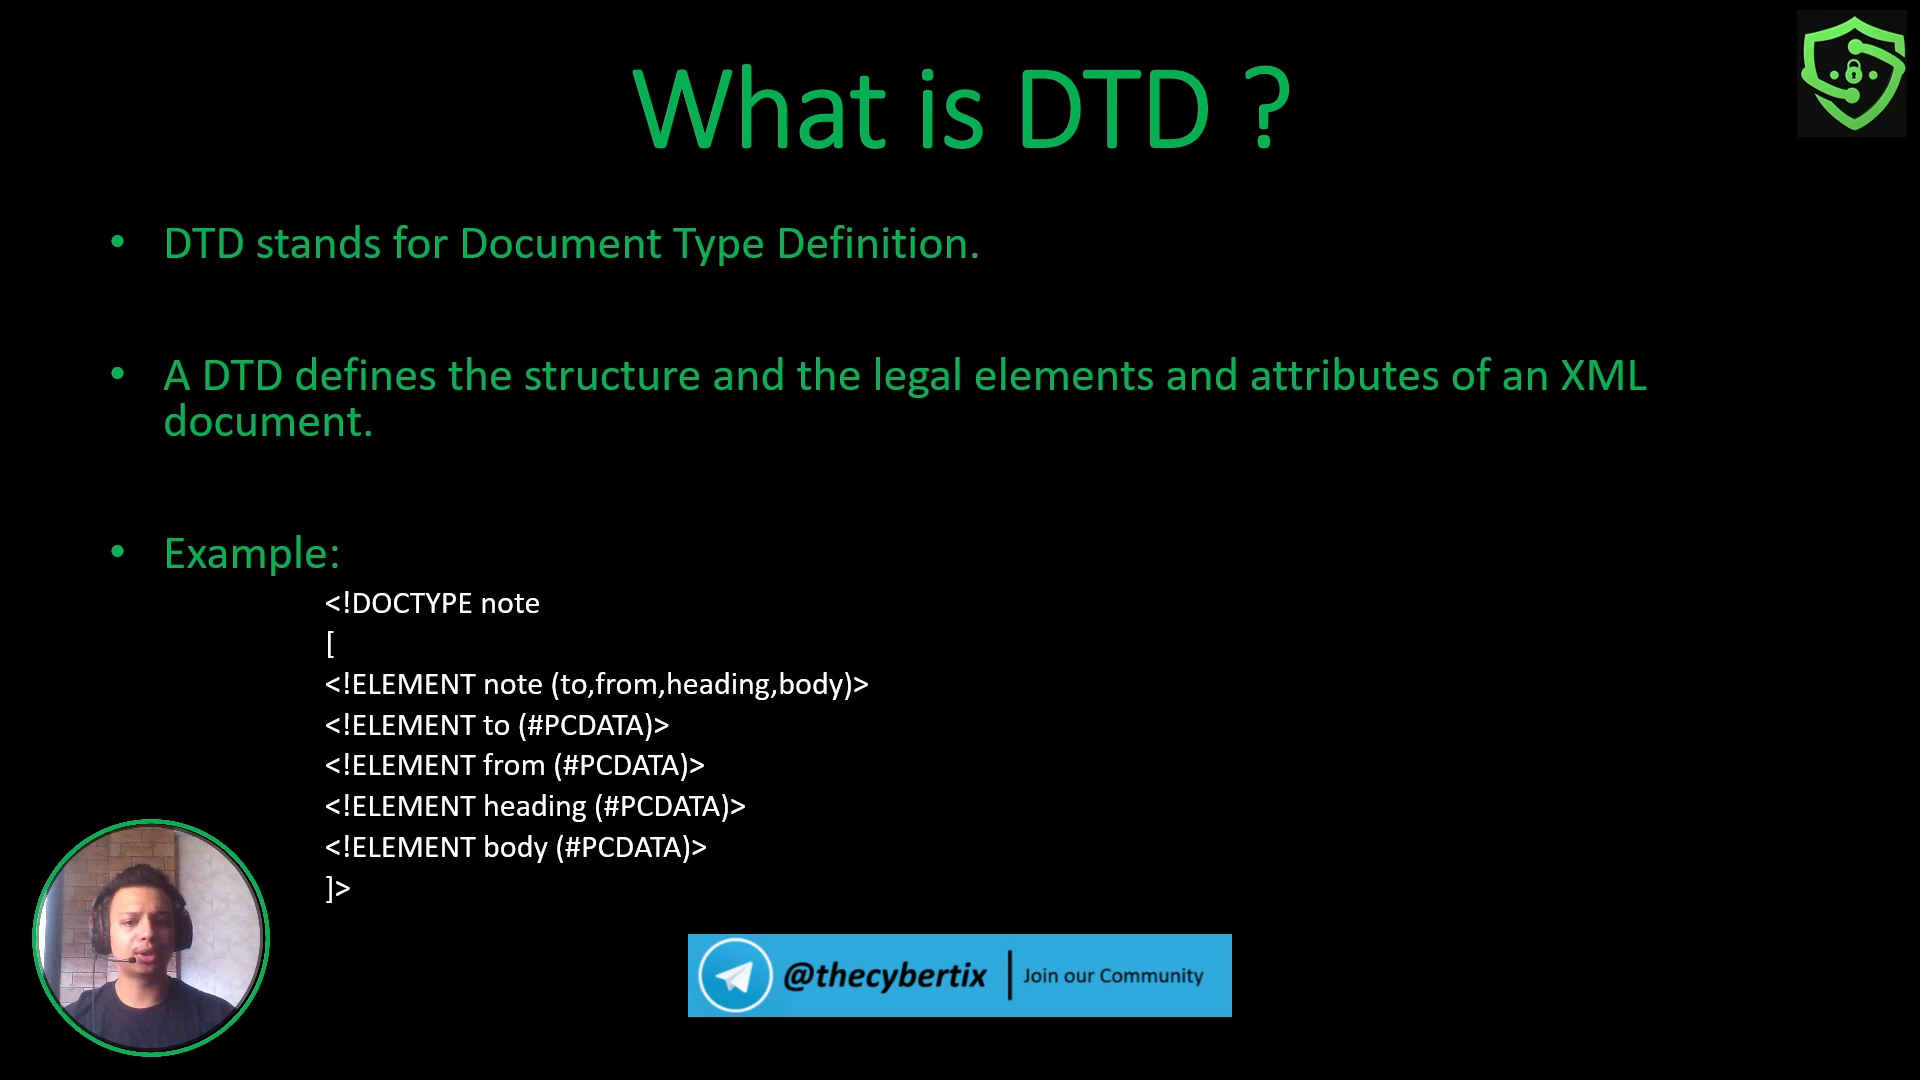 What is DTD ?
• DTD stands for Document Type Definition.
• A DTD defines the structure and the legal elements and attributes of an XML
document.
• Example:
<!DOCTYPE note
[
<!ELEMENT note (to,from,heading,body)>
<!ELEMENT to (#PCDATA)>
<!ELEMENT from (#PCDATA)>
<!ELEMENT heading (#PCDATA)>
<!ELEMENT body (#PCDATA)>
]>
@thecybertix | Join our Community